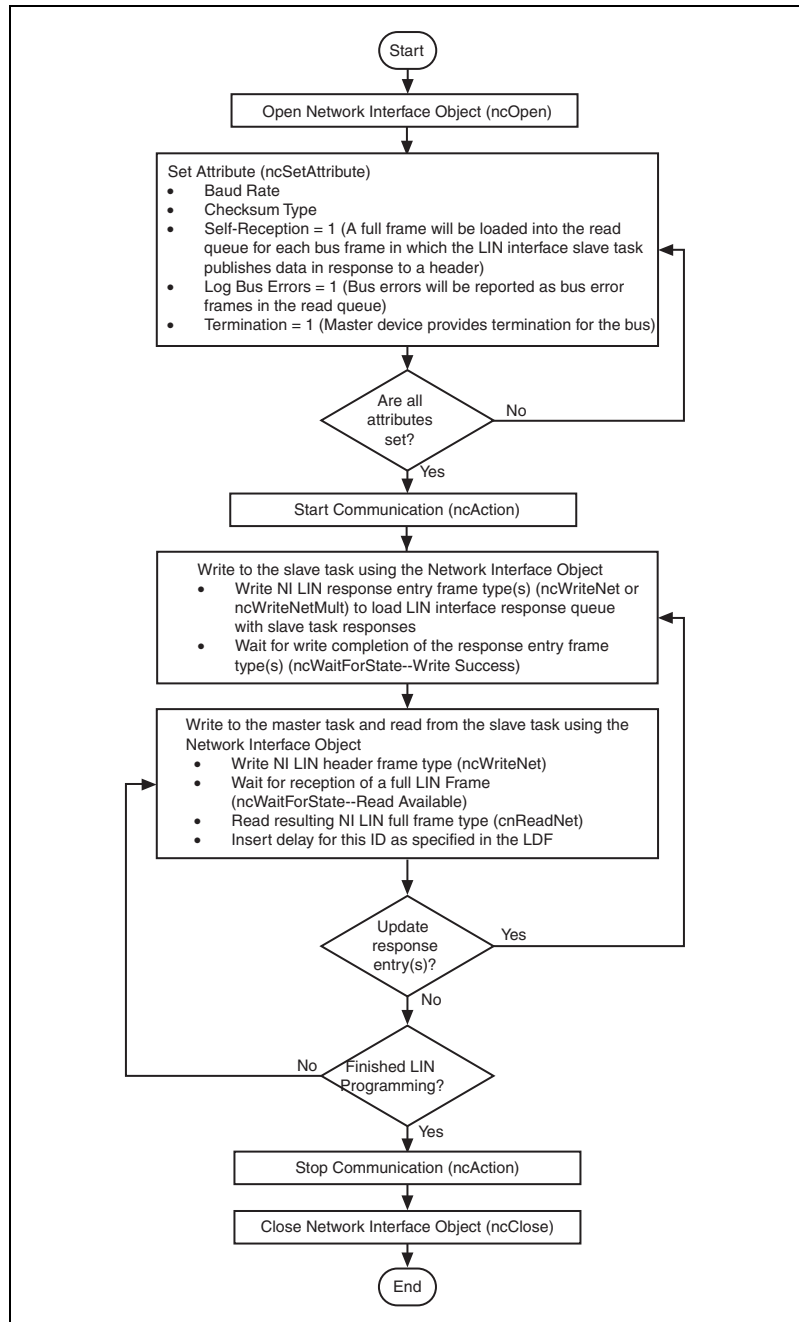 Start
Open Network Interface Object (ncOpen)
Set Attribute (ncSetAttribute)
• Baud Rate
• Checksum Type
• Self-Reception = 1 (A full frame will be loaded into the read
queue for each bus frame in which the LIN interface slave task
publishes data in response to a header)
• Log Bus Errors = 1 (Bus errors will be reported as bus error
frames in the read queue)
• Termination = 1 (Master device provides termination for the bus)
Are all
attributes
set?
No
Yes
Start Communication (ncAction)
Write to the slave task using the Network Interface Object
• Write NI LIN response entry frame type(s) (ncWriteNet or
ncWriteNetMult) to load LIN interface response queue
with slave task responses
• Wait for write completion of the response entry frame
type(s) (ncWaitForState--Write Success)
Write to the master task and read from the slave task using the
Network Interface Object
• Write NI LIN header frame type (ncWriteNet)
• Wait for reception of a full LIN Frame
(ncWaitForState--Read Available)
• Read resulting NI LIN full frame type (cnReadNet)
• Insert delay for this ID as specified in the LDF
Update
response
entry(s)?
Yes
No
Finished LIN
Programming?
No
Yes
Stop Communication (ncAction)
Close Network Interface Object (ncClose)
End